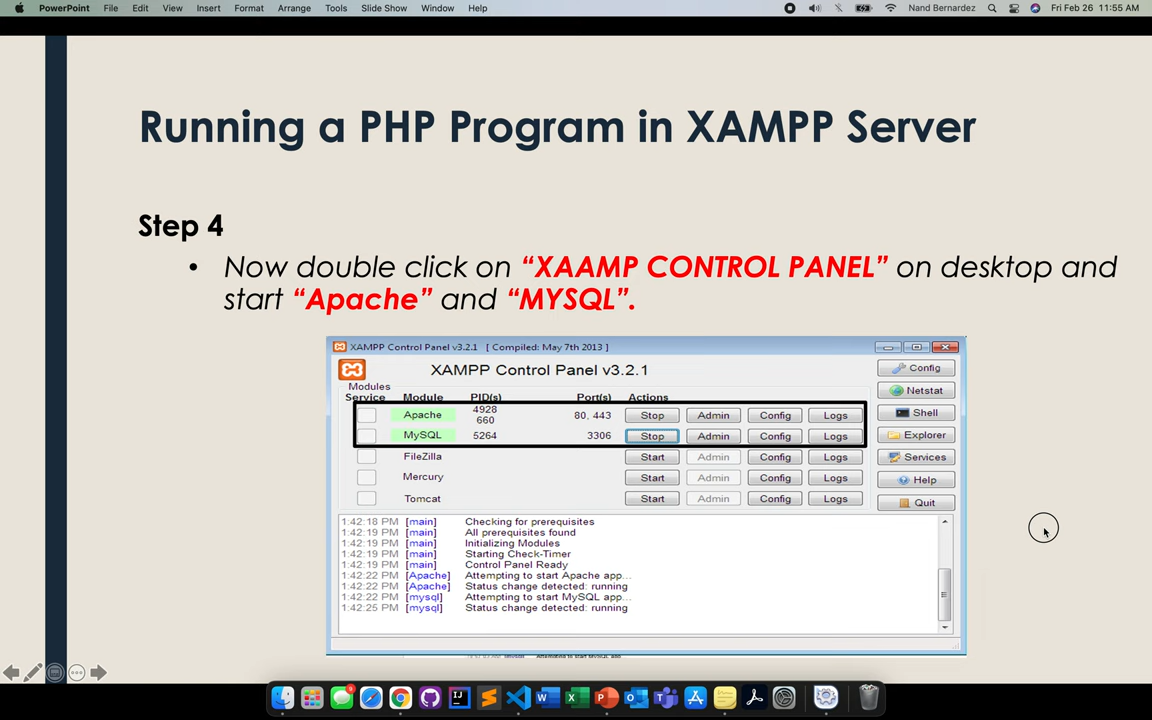 PowerPoint File Edit View Insert Format Arrange Tools Slide Show Window Help Nand Bernardez Fri Feb 26 11:55 AM
Running a PHP Program in XAMPP Server
Step 4
• Now double click on “XAAMP CONTROL PANEL” on desktop and
start “Apache” and “MYSQL”.
XAMPP Control Panel v3.2.1 [ Compiled: May 7th 2013 ]
XAMPP Control Panel v3.2.1
Config
Modules
Service Module PID(s) Port(s) Actions
Netstat
Apache 4928 660 80, 443 Stop Admin Config Logs
Shell
MySQL 5264 3306 Stop Admin Config Logs
Explorer
FileZilla Start Admin Config Logs
Services
Mercury Start Admin Config Logs
Help
Tomcat Start Admin Config Logs
Quit
1:42:18 PM [main] Checking for prerequisites
1:42:19 PM [main] All prerequisites found
1:42:19 PM [main] Initializing Modules
1:42:19 PM [main] Starting Check-Timer
1:42:19 PM [main] Control Panel Ready
1:42:22 PM [Apache] Attempting to start Apache app...
1:42:22 PM [Apache] Status change detected: running
1:42:22 PM [mysql] Attempting to start MySQL app...
1:42:25 PM [mysql] Status change detected: running